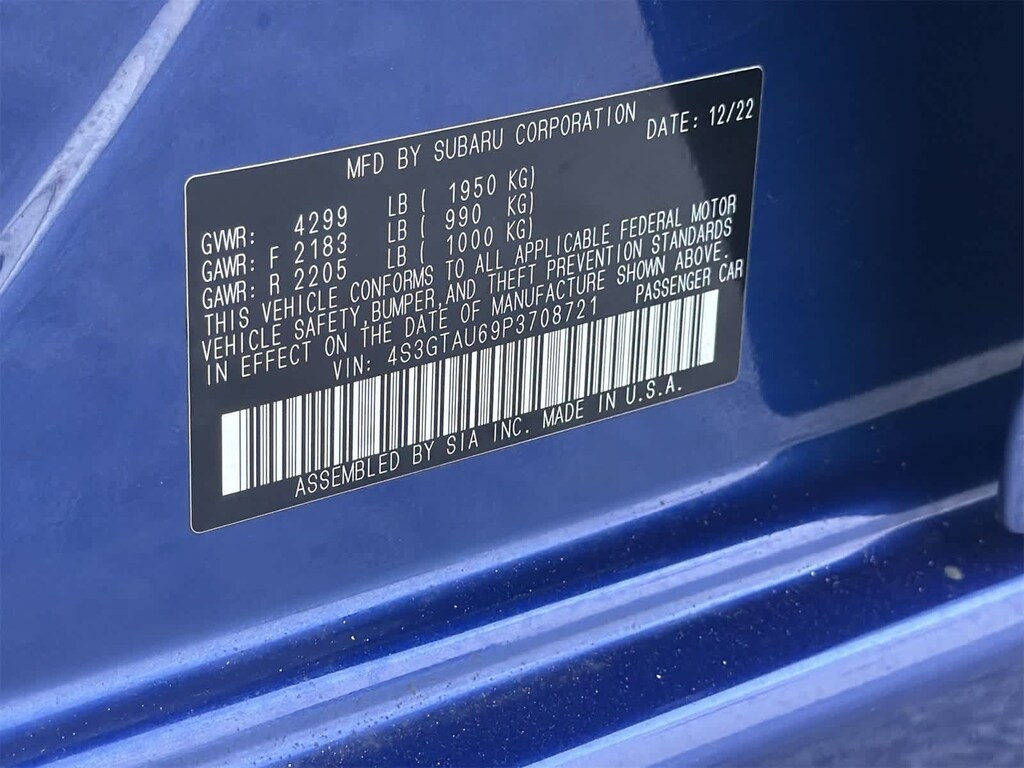 MFD BY SUBARU CORPORATION DATE: 12/22
GVWR: 4299 LB ( 1950 KG)
GAWR: F 2183 LB ( 990 KG)
GAWR: R 2205 LB ( 1000 KG)
THIS VEHICLE CONFORMS TO ALL APPLICABLE FEDERAL MOTOR
VEHICLE SAFETY,BUMPER,AND THEFT PREVENTION STANDARDS
IN EFFECT ON THE DATE OF MANUFACTURE SHOWN ABOVE.
VIN: 4S3GTAU69P3708721 PASSENGER CAR
ASSEMBLED BY SIA INC. MADE IN U.S.A.